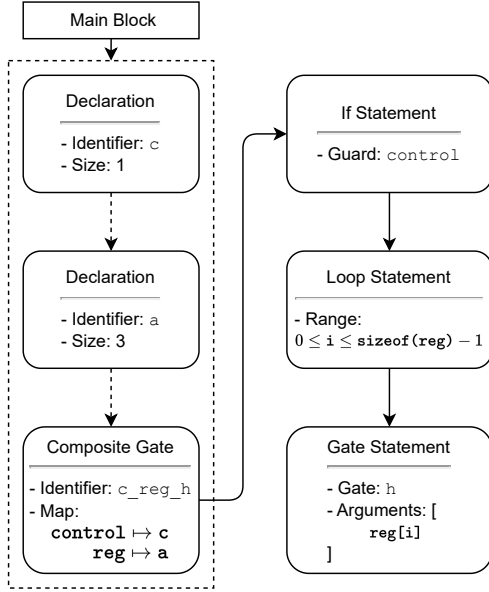 Main Block
Declaration
- Identifier: c
- Size: 1
Declaration
- Identifier: a
- Size: 3
Composite Gate
- Identifier: c_reg_h
- Map:
control ↦ c
reg ↦ a
If Statement
- Guard: control
Loop Statement
- Range:
0 ≤ i ≤ sizeof(reg) − 1
Gate Statement
- Gate: h
- Arguments: [
reg[i]
]